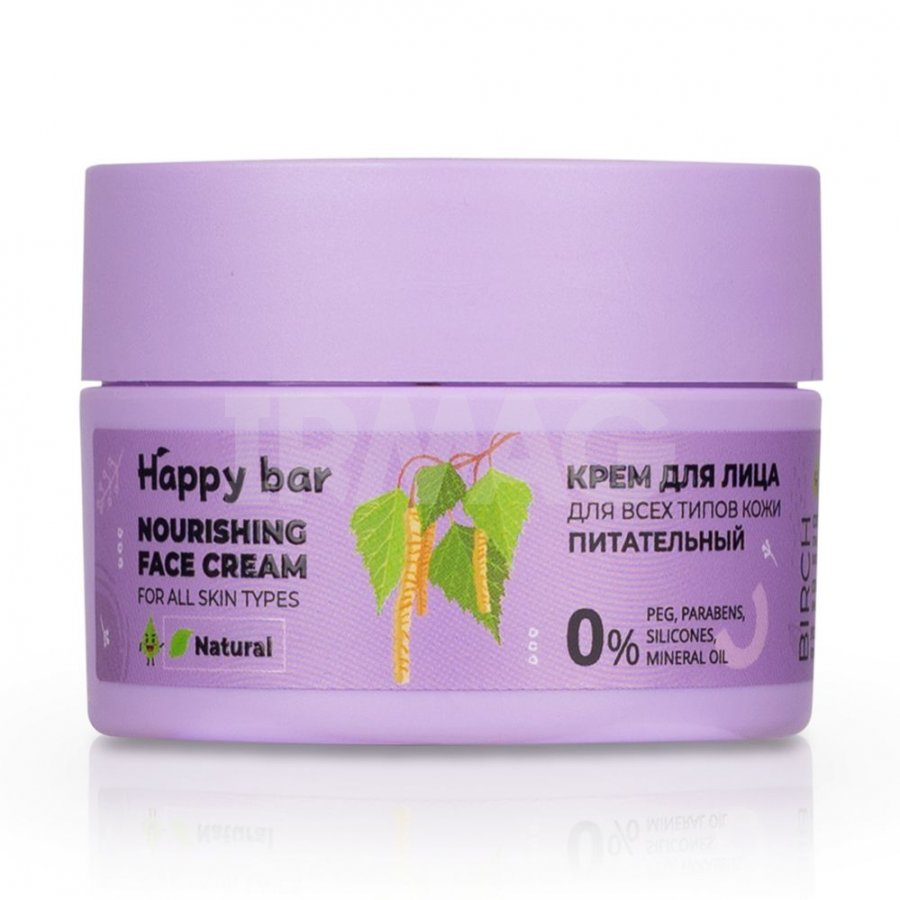 Happy bar
NOURISHING
FACE CREAM
FOR ALL SKIN TYPES
Natural
КРЕМ ДЛЯ ЛИЦА
ДЛЯ ВСЕХ ТИПОВ КОЖИ
ПИТАТЕЛЬНЫЙ
0% PEG, PARABENS,
SILICONES,
MINERAL OIL
BIRCH